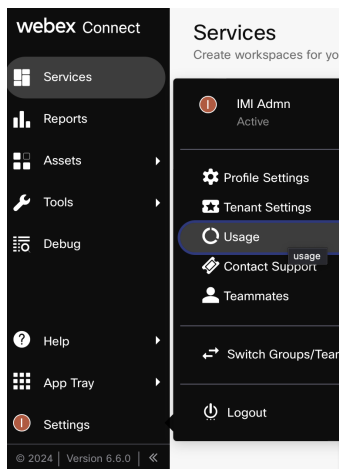 webex Connect
Services
Reports
Assets
Tools
Debug
Help
App Tray
Settings
© 2024 | Version 6.6.0 | «
Services
Create workspaces for yo
I IMI Admn
Active
Profile Settings
Tenant Settings
Usage
usage
Contact Support
Teammates
Switch Groups/Tear
Logout